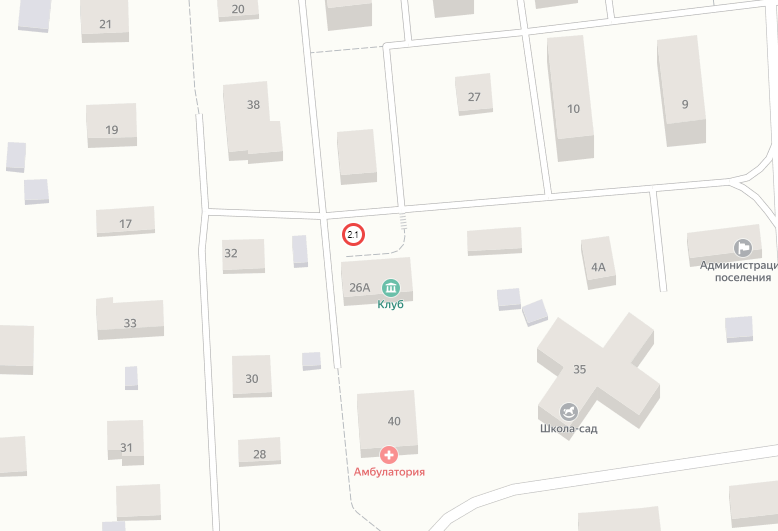 20
21
38
27
10
9
19
17
2.1
32
4А
Администраци
поселения
26А
Клуб
33
35
30
40
Школа-сад
31
28
Амбулатория